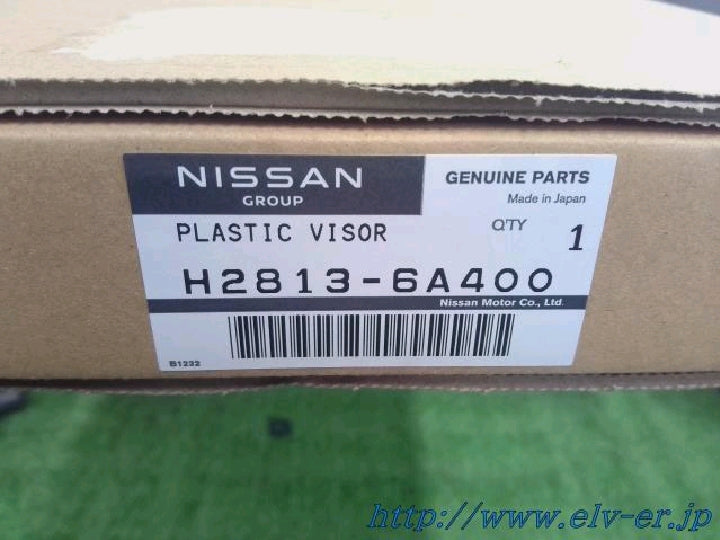 NISSAN
GROUP
GENUINE PARTS
Made in Japan
PLASTIC VISOR
QTY 1
H2813-6A400
Nissan Motor Co., Ltd.
B1232
http://www.elv-er.jp